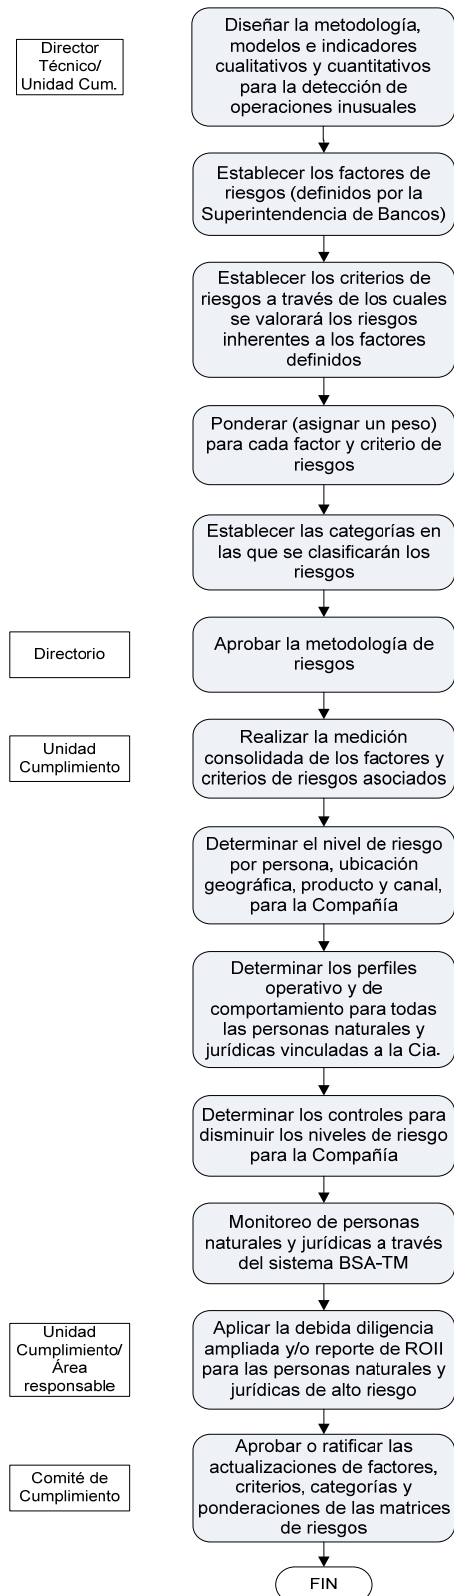 Director
Técnico/
Unidad Cum.
Diseñar la metodología,
modelos e indicadores
cualitativos y cuantitativos
para la detección de
operaciones inusuales
Establecer los factores de
riesgos (definidos por la
Superintendencia de Bancos)
Establecer los criterios de
riesgos a través de los cuales
se valorará los riesgos
inherentes a los factores
definidos
Ponderar (asignar un peso)
para cada factor y criterio de
riesgos
Establecer las categorías en
las que se clasificarán los
riesgos
Directorio
Aprobar la metodología de
riesgos
Unidad
Cumplimiento
Realizar la medición
consolidada de los factores y
criterios de riesgos asociados
Determinar el nivel de riesgo
por persona, ubicación
geográfica, producto y canal,
para la Compañía
Determinar los perfiles
operativo y de
comportamiento para todas
las personas naturales y
jurídicas vinculadas a la Cia.
Determinar los controles para
disminuir los niveles de riesgo
para la Compañía
Monitoreo de personas
naturales y jurídicas a través
del sistema BSA-TM
Unidad
Cumplimiento/
Área
responsable
Aplicar la debida diligencia
ampliada y/o reporte de ROII
para las personas naturales y
jurídicas de alto riesgo
Comité de
Cumplimiento
Aprobar o ratificar las
actualizaciones de factores,
criterios, categorías y
ponderaciones de las matrices
de riesgos
FIN